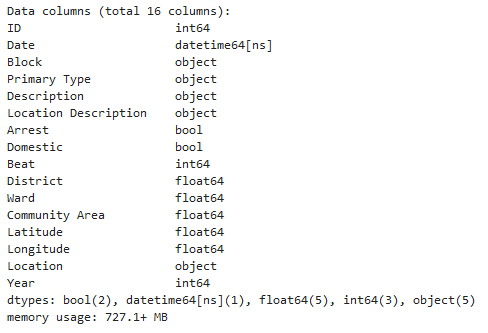 Data columns (total 16 columns):
ID                      int64
Date                    datetime64[ns]
Block                   object
Primary Type            object
Description             object
Location Description    object
Arrest                  bool
Domestic                bool
Beat                    int64
District                float64
Ward                    float64
Community Area          float64
Latitude                float64
Longitude               float64
Location                object
Year                    int64
dtypes: bool(2), datetime64[ns](1), float64(5), int64(3), object(5)
memory usage: 727.1+ MB